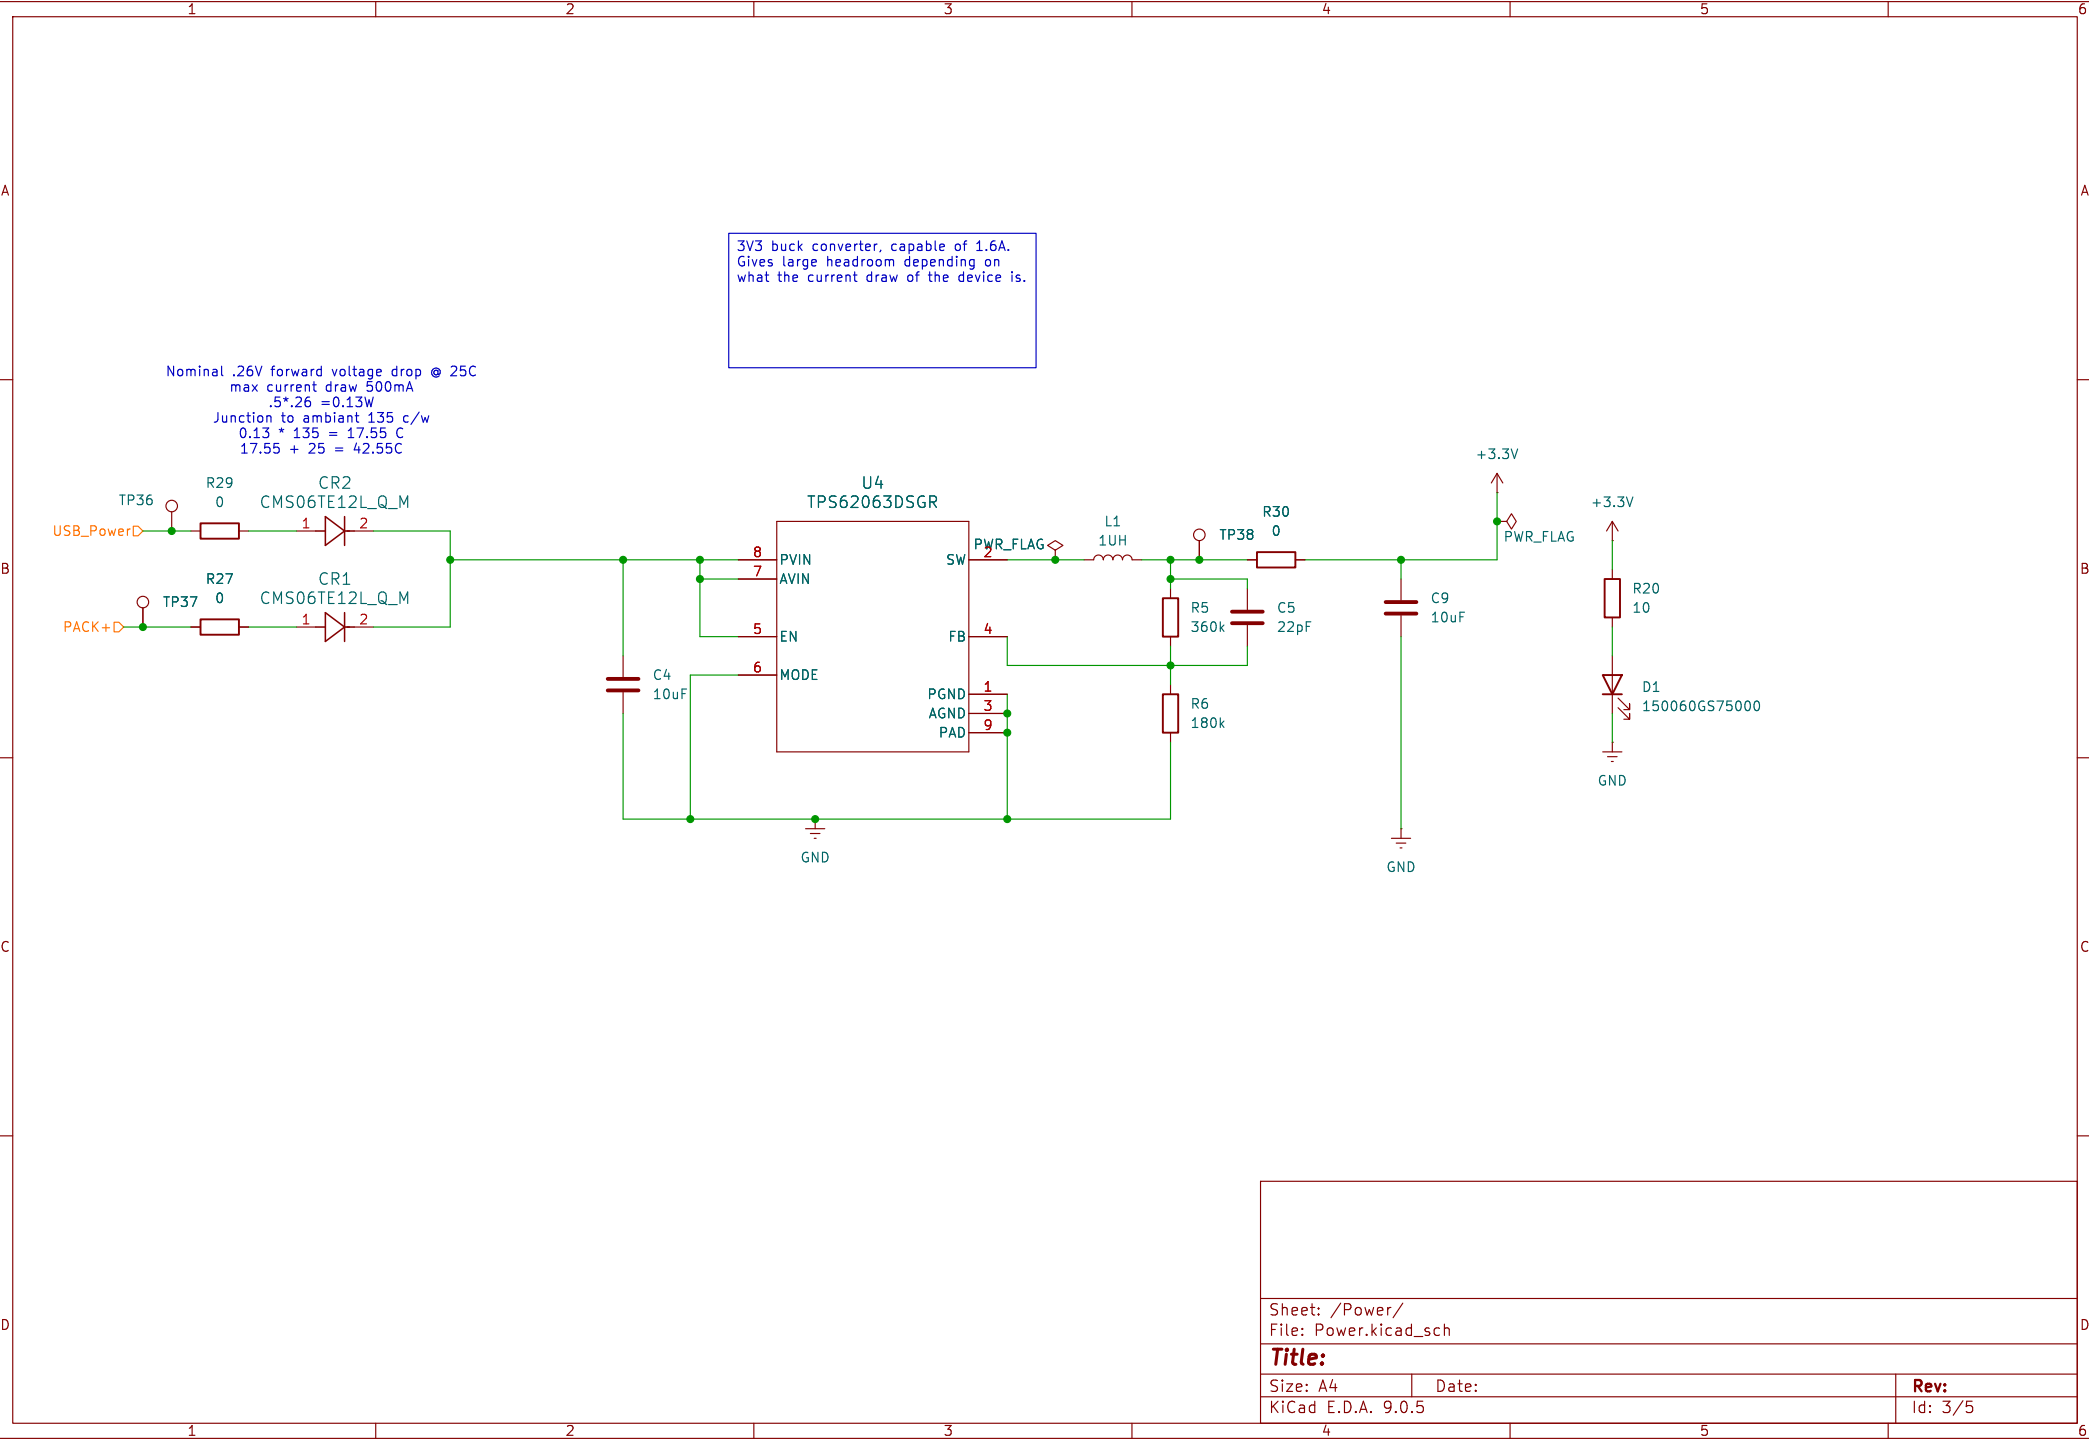 1 2 3 4 5 6
A A
3V3 buck converter, capable of 1.6A.
Gives large headroom depending on
what the current draw of the device is.
Nominal .26V forward voltage drop @ 25C
max current draw 500mA
.5*.26 =0.13W
Junction to ambiant 135 c/w
0.13 * 135 = 17.55 C
17.55 + 25 = 42.55C
TP36
R29
0
CR2
CMS06TE12L_Q_M
USB_Power
1 2
R27
0
TP37
CR1
CMS06TE12L_Q_M
PACK+
1 2
B B
C4
10uF
U4
TPS62063DSGR
8 PVIN
7 AVIN
5 EN
6 MODE
SW 2
FB 4
PGND 1
AGND 3
PAD 9
GND
PWR_FLAG
L1
1UH
TP38
R30
0
R5
360k
C5
22pF
R6
180k
C9
10uF
GND
+3.3V
PWR_FLAG
+3.3V
R20
10
D1
150060GS75000
GND
C C
D D
Sheet: /Power/
File: Power.kicad_sch
Title:
Size: A4 Date: Rev:
KiCad E.D.A. 9.0.5 Id: 3/5
1 2 3 4 5 6